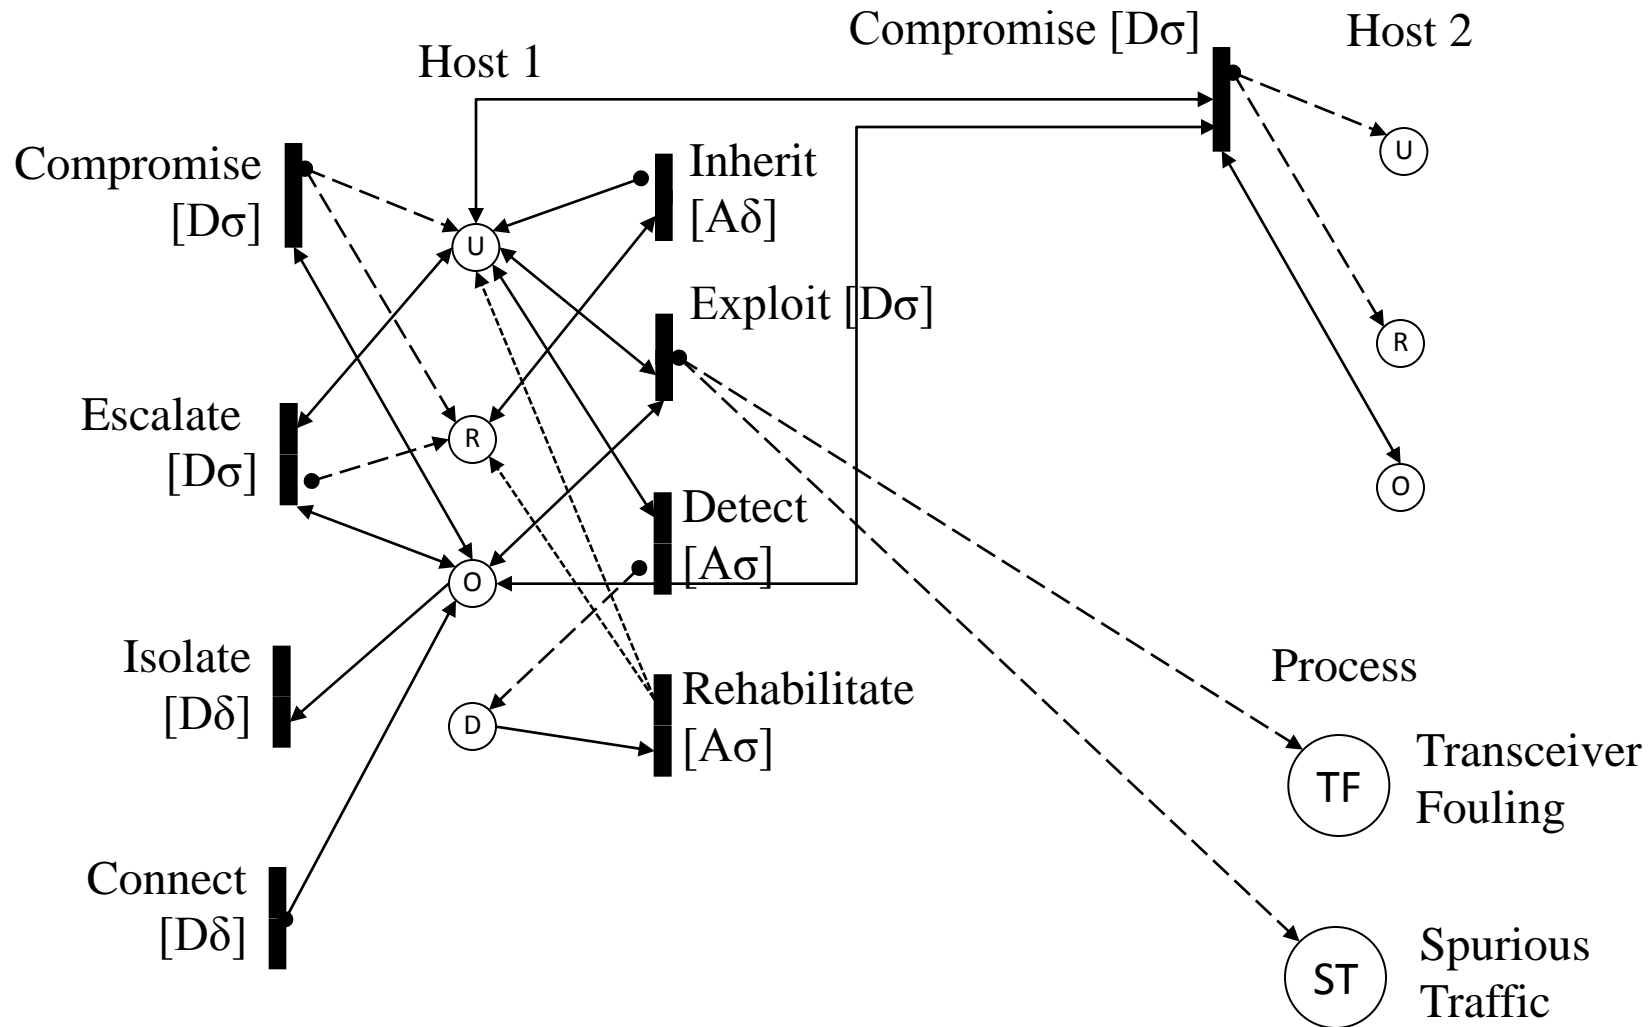 Compromise [Dσ]
Host 2
Host 1
Compromise
[Dσ]
Inherit
[Aδ]
U
U
Exploit [Dσ]
R
Escalate
[Dσ]
R
O
Detect
[Aσ]
O
Isolate
[Dδ]
D
Rehabilitate
[Aσ]
Process
TF
Transceiver
Fouling
Connect
[Dδ]
ST
Spurious
Traffic